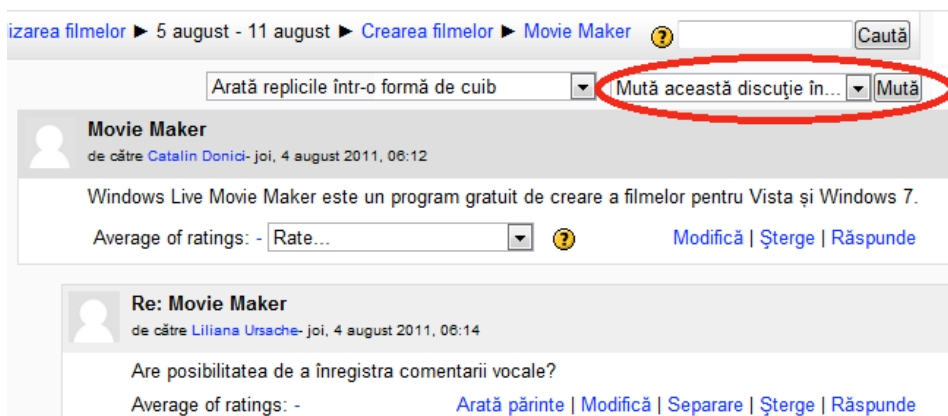 izarea filmelor ► 5 august - 11 august ► Crearea filmelor ► Movie Maker ? Caută
Arată replicile într-o formă de cuib Mută această discuţie în... Mută
Movie Maker
de către Catalin Donici- joi, 4 august 2011, 06:12
Windows Live Movie Maker este un program gratuit de creare a filmelor pentru Vista și Windows 7.
Average of ratings: - Rate... ? Modifică | Şterge | Răspunde
Re: Movie Maker
de către Liliana Ursache- joi, 4 august 2011, 06:14
Are posibilitatea de a înregistra comentarii vocale?
Average of ratings: - Arată părinte | Modifică | Separare | Şterge | Răspunde